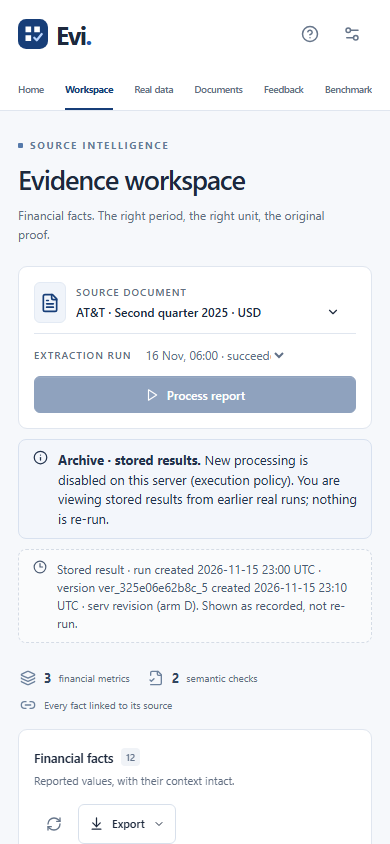 Evi.
Home Workspace Real data Documents Feedback Benchmark
SOURCE INTELLIGENCE
Evidence workspace
Financial facts. The right period, the right unit, the original
proof.
SOURCE DOCUMENT
AT&T · Second quarter 2025 · USD
EXTRACTION RUN 16 Nov, 06:00 · succeed
Process report
Archive · stored results. New processing is
disabled on this server (execution policy). You are
viewing stored results from earlier real runs; nothing
is re-run.
Stored result · run created 2026-11-15 23:00 UTC ·
version ver_325e06e62b8c_5 created 2026-11-15 23:10
UTC · serv revision (arm D). Shown as recorded, not re-
run.
3 financial metrics 2 semantic checks
Every fact linked to its source
Financial facts 12
Reported values, with their context intact.
Export